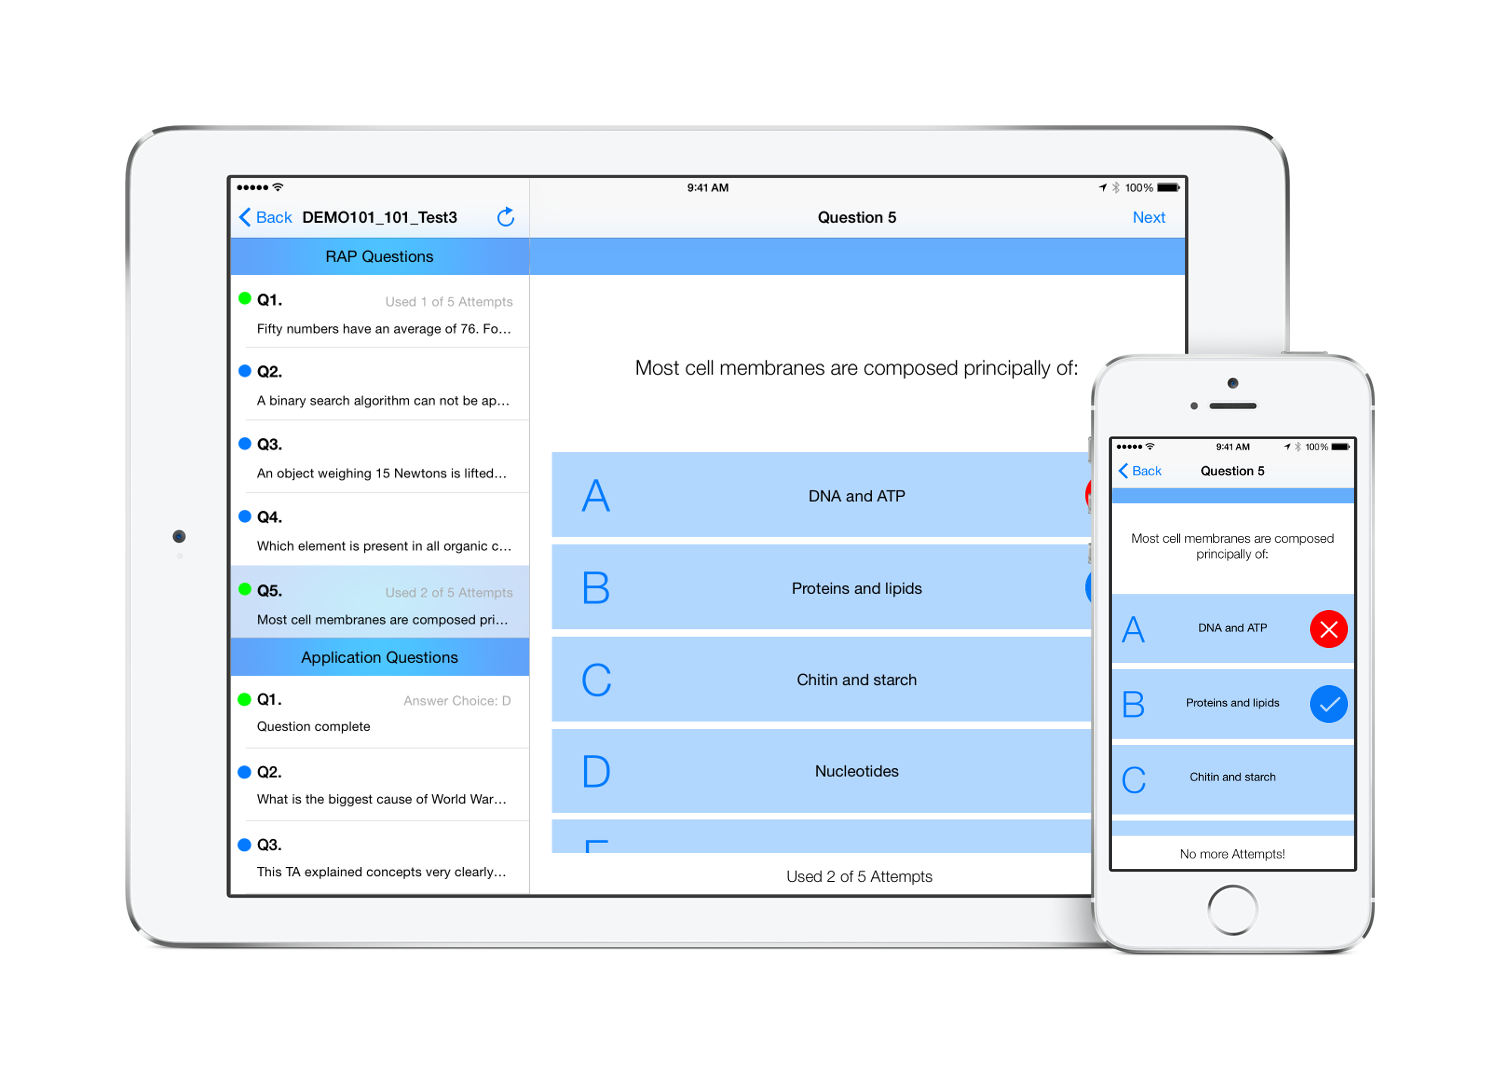 9:41 AM
100%
Back
DEMO101_101_Test3
Question 5
Next
RAP Questions
Q1.
Used 1 of 5 Attempts
Fifty numbers have an average of 76. Fo...
Q2.
A binary search algorithm can not be ap...
Q3.
An object weighing 15 Newtons is lifted...
Q4.
Which element is present in all organic c...
Q5.
Used 2 of 5 Attempts
Most cell membranes are composed pri...
Application Questions
Q1.
Answer Choice: D
Question complete
Q2.
What is the biggest cause of World War...
Q3.
This TA explained concepts very clearly...
Most cell membranes are composed principally of:
A
DNA and ATP
B
Proteins and lipids
C
Chitin and starch
D
Nucleotides
Used 2 of 5 Attempts
9:41 AM
100%
Back
Question 5
Most cell membranes are composed
principally of:
A
DNA and ATP
B
Proteins and lipids
C
Chitin and starch
No more Attempts!